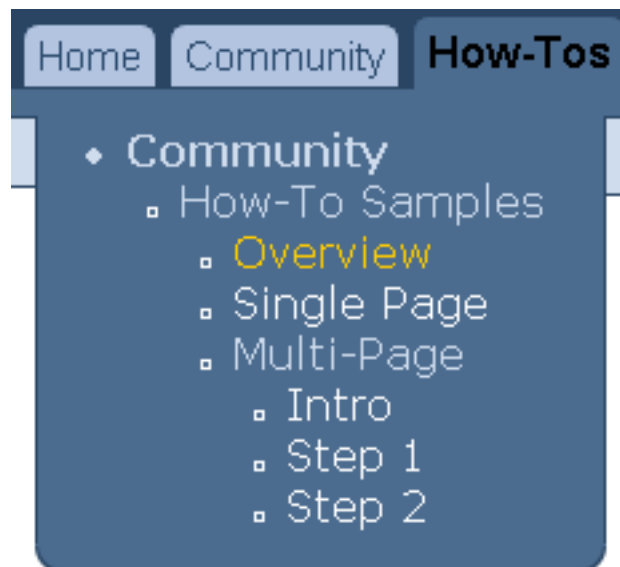 Home Community How-Tos
Community
How-To Samples
Overview
Single Page
Multi-Page
Intro
Step 1
Step 2